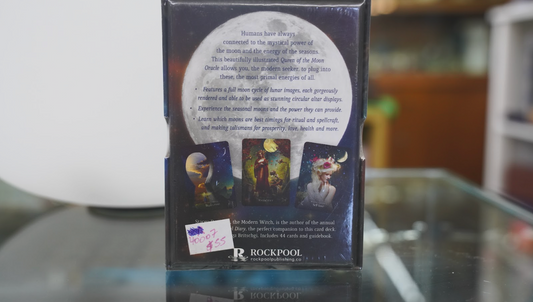 Humans have always
connected to the mystical power of
the moon and the energy of the seasons.
This beautifully illustrated Queen of the Moon
Oracle allows you, the modern seeker, to plug into
these, the most primal energies of all.
• Features a full moon cycle of lunar images, each gorgeously
rendered and able to be used as stunning circular altar displays.
• Experience the seasonal moons and the power they can provide.
• Learn which moons are best timings for ritual and spellcraft,
and making talismans for prosperity, love, health and more.
the Modern Witch, is the author of the annual
Diary, the perfect companion to this card deck.
Includes 44 cards and guidebook.
40007
$55
R ROCKPOOL
rockpoolpublishing.co
ROCKPOOL